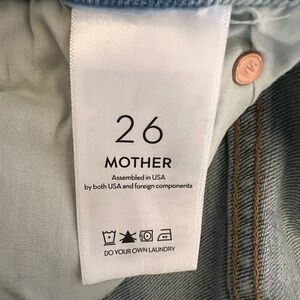 26
MOTHER
Assembled in USA
by both USA and foreign components
DO YOUR OWN LAUNDRY